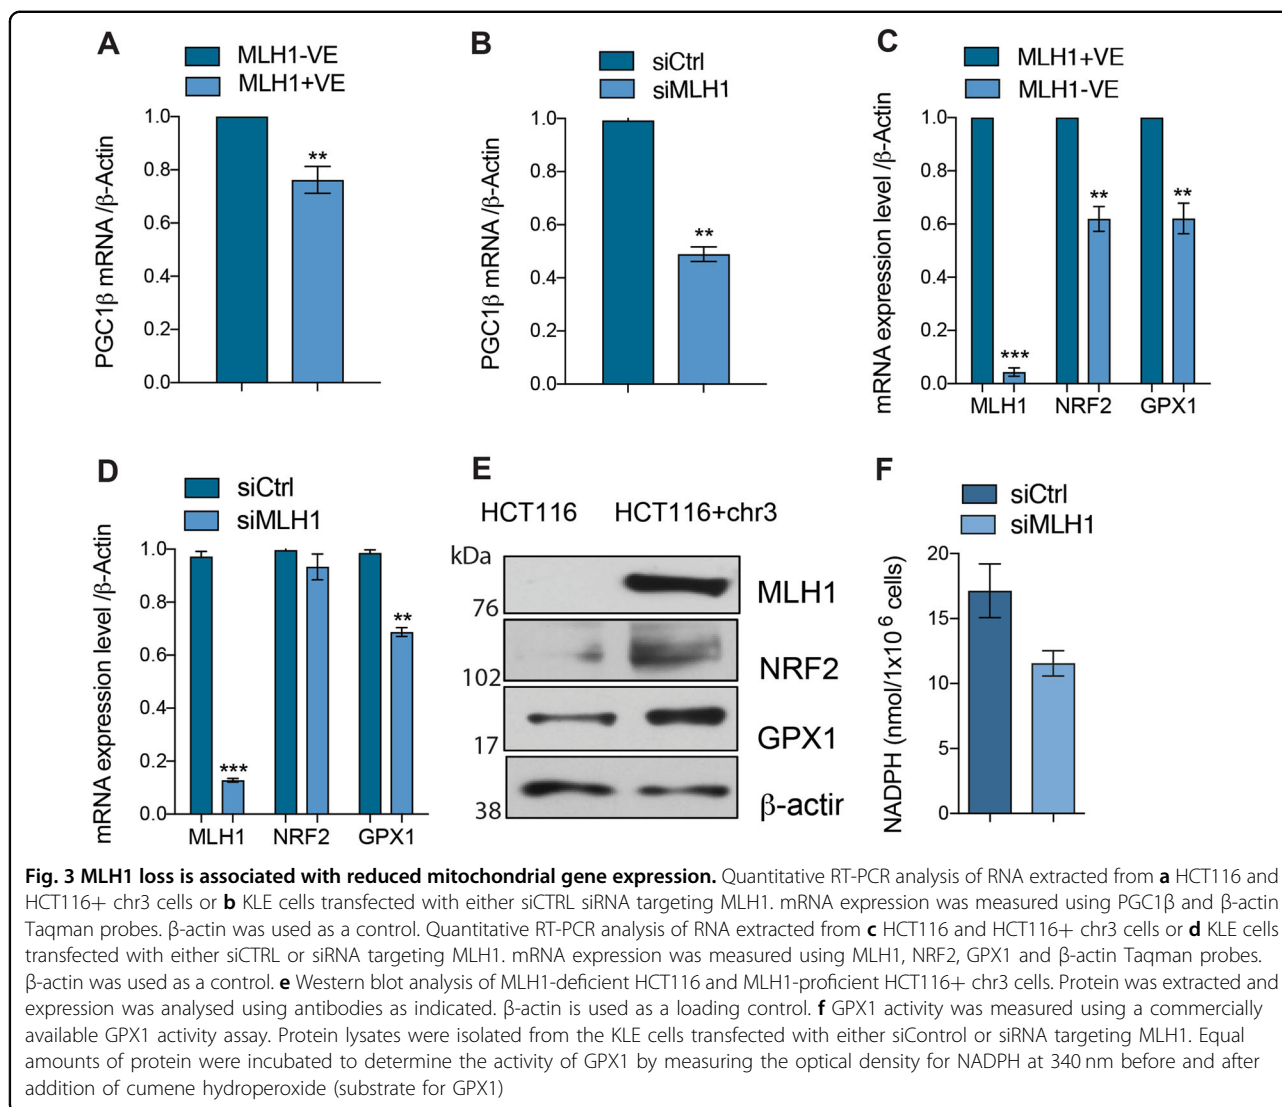 A
MLH1-VE
MLH1+VE
PGC1β mRNA /β-Actin
1.0
0.8
0.6
0.4
0.2
0.0
**
B
siCtrl
siMLH1
PGC1β mRNA /β-Actin
1.0
0.8
0.6
0.4
0.2
0.0
**
C
MLH1+VE
MLH1-VE
mRNA expression level /β-Actin
1.0
0.8
0.6
0.4
0.2
0.0
***
**
**
MLH1 NRF2 GPX1
D
siCtrl
siMLH1
mRNA expression level /β-Actin
1.0
0.8
0.6
0.4
0.2
0.0
***
**
MLH1 NRF2 GPX1
E
HCT116 HCT116+chr3
kDa
76
MLH1
102
NRF2
17
GPX1
38
β-actir
F
siCtrl
siMLH1
NADPH (nmol/1x10⁶ cells)
20
15
10
5
0
Fig. 3 MLH1 loss is associated with reduced mitochondrial gene expression. Quantitative RT-PCR analysis of RNA extracted from a HCT116 and
HCT116+ chr3 cells or b KLE cells transfected with either siCTRL siRNA targeting MLH1. mRNA expression was measured using PGC1β and β-actin
Taqman probes. β-actin was used as a control. Quantitative RT-PCR analysis of RNA extracted from c HCT116 and HCT116+ chr3 cells or d KLE cells
transfected with either siCTRL or siRNA targeting MLH1. mRNA expression was measured using MLH1, NRF2, GPX1 and β-actin Taqman probes.
β-actin was used as a control. e Western blot analysis of MLH1-deficient HCT116 and MLH1-proficient HCT116+ chr3 cells. Protein was extracted and
expression was analysed using antibodies as indicated. β-actin is used as a loading control. f GPX1 activity was measured using a commercially
available GPX1 activity assay. Protein lysates were isolated from the KLE cells transfected with either siControl or siRNA targeting MLH1. Equal
amounts of protein were incubated to determine the activity of GPX1 by measuring the optical density for NADPH at 340 nm before and after
addition of cumene hydroperoxide (substrate for GPX1)